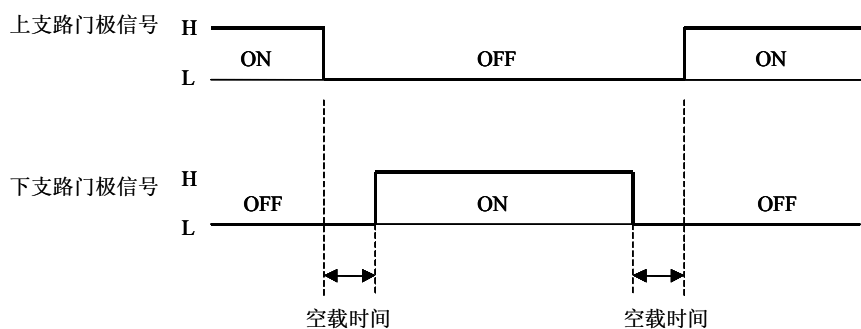 上支路门极信号 H
ON OFF ON
L
下支路门极信号 H
OFF ON OFF
L
空载时间 空载时间